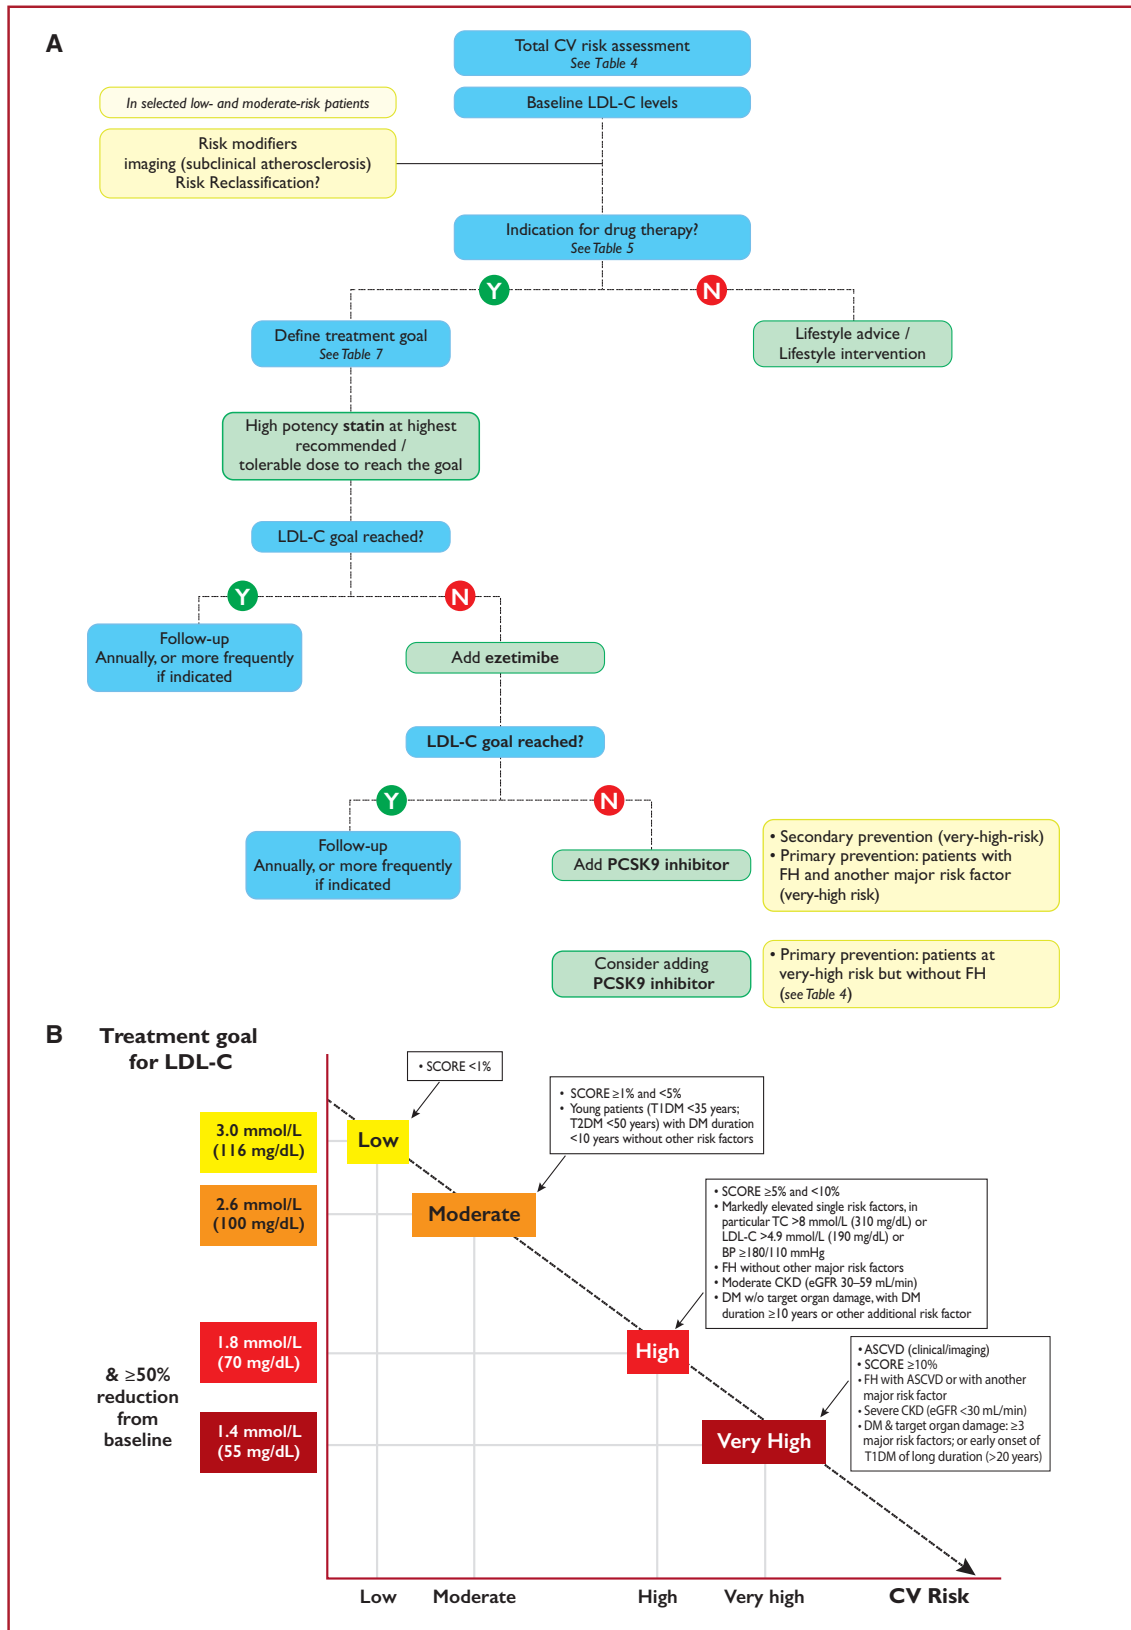 A
Total CV risk assessment
See Table 4
In selected low- and moderate-risk patients
Baseline LDL-C levels
Risk modifiers
imaging (subclinical atherosclerosis)
Risk Reclassification?
Indication for drug therapy?
See Table 5
Y
N
Define treatment goal
See Table 7
Lifestyle advice /
Lifestyle intervention
High potency statin at highest
recommended /
tolerable dose to reach the goal
LDL-C goal reached?
Y
N
Follow-up
Annually, or more frequently
if indicated
Add ezetimibe
LDL-C goal reached?
Y
N
Follow-up
Annually, or more frequently
if indicated
Add PCSK9 inhibitor
• Secondary prevention (very-high-risk)
• Primary prevention: patients with
FH and another major risk factor
(very-high risk)
Consider adding
PCSK9 inhibitor
• Primary prevention: patients at
very-high risk but without FH
(see Table 4)
B
Treatment goal
for LDL-C
• SCORE <1%
• SCORE ≥1% and <5%
• Young patients (T1DM <35 years;
T2DM <50 years) with DM duration
<10 years without other risk factors
3.0 mmol/L
(116 mg/dL)
Low
2.6 mmol/L
(100 mg/dL)
Moderate
• SCORE ≥5% and <10%
• Markedly elevated single risk factors, in
particular TC >8 mmol/L (310 mg/dL) or
LDL-C >4.9 mmol/L (190 mg/dL) or
BP ≥180/110 mmHg
• FH without other major risk factors
• Moderate CKD (eGFR 30–59 mL/min)
• DM w/o target organ damage, with DM
duration ≥10 years or other additional risk factor
1.8 mmol/L
(70 mg/dL)
High
& ≥50%
reduction
from
baseline
• ASCVD (clinical/imaging)
• SCORE ≥10%
• FH with ASCVD or with another
major risk factor
• Severe CKD (eGFR <30 mL/min)
• DM & target organ damage: ≥3
major risk factors; or early onset of
T1DM of long duration (>20 years)
1.4 mmol/L
(55 mg/dL)
Very High
Low
Moderate
High
Very high
CV Risk